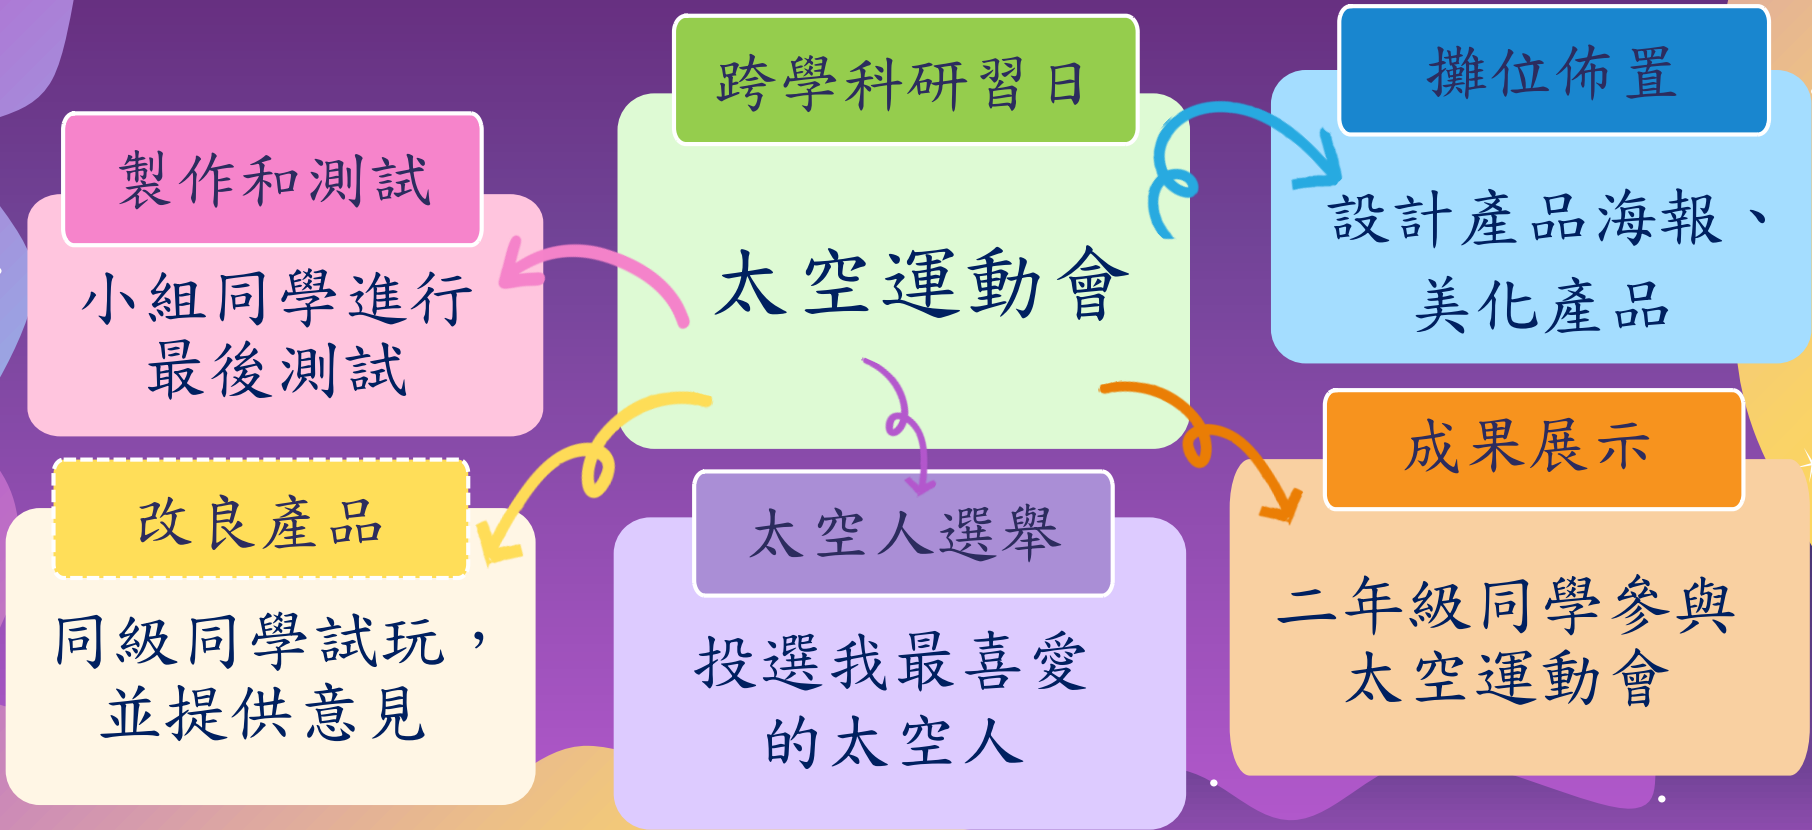 跨學科研習日
太空運動會
製作和測試
小組同學進行
最後測試
改良產品
同級同學試玩，
並提供意見
太空人選舉
投選我最喜愛
的太空人
攤位佈置
設計產品海報、
美化產品
成果展示
二年級同學參與
太空運動會